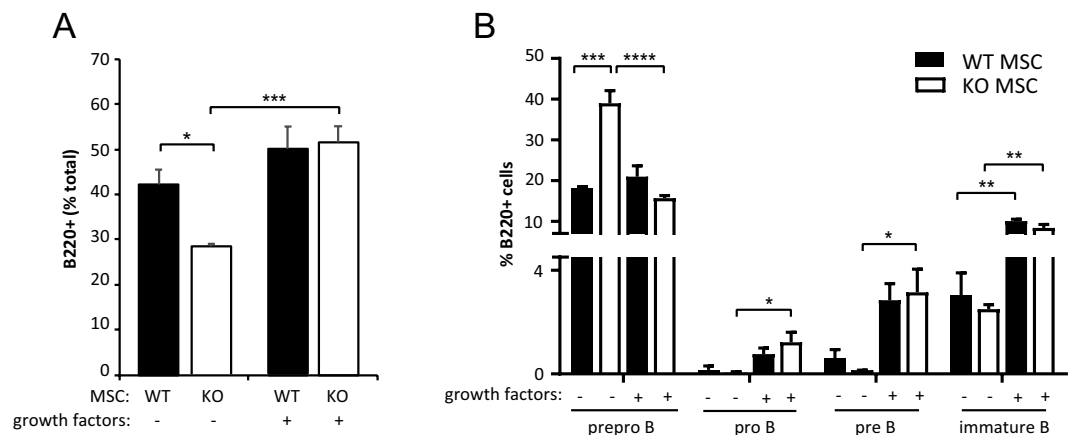 A
B220+ (% total)
70
60
50
40
30
20
10
0
*
***
MSC: WT KO WT KO
growth factors: - - + +
B
% B220+ cells
50
40
30
20
10
4
0
*** ****
*
*
**
**
WT MSC
KO MSC
growth factors: - - + + - - + + - - + + - - + +
prepro B pro B pre B immature B